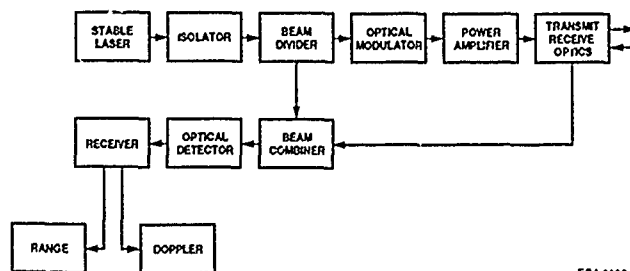 STABLE
LASER
ISOLATOR
BEAM
DIVIDER
OPTICAL
MODULATOR
POWER
AMPLIFIER
TRANSMIT
RECEIVE
OPTICS
RECEIVER
OPTICAL
DETECTOR
BEAM
COMBINER
RANGE
DOPPLER